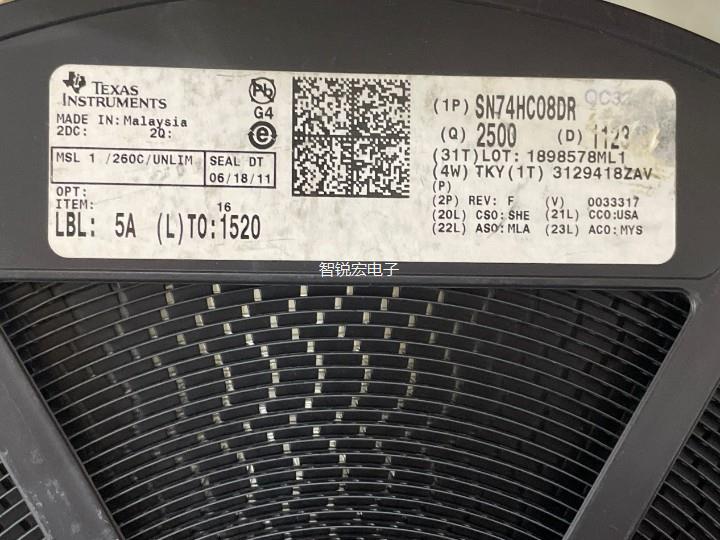 TEXAS
INSTRUMENTS
MADE IN: Malaysia
2DC: 2Q:
MSL 1 /260C/UNLIM
SEAL DT
06/18/11
OPT:
ITEM: 16
LBL: 5A (L)TO:1520
Pb
G4
e
(1P) SN74HC08DR
(Q) 2500 (D) 1123
(31T)LOT: 1898578ML1
(4W) TKY(1T) 3129418ZAV
(P)
(2P) REV: F (V) 0033317
(20L) CSO:SHE (21L) CCO:USA
(22L) ASO:MLA (23L) ACO:MYS
智锐宏电子